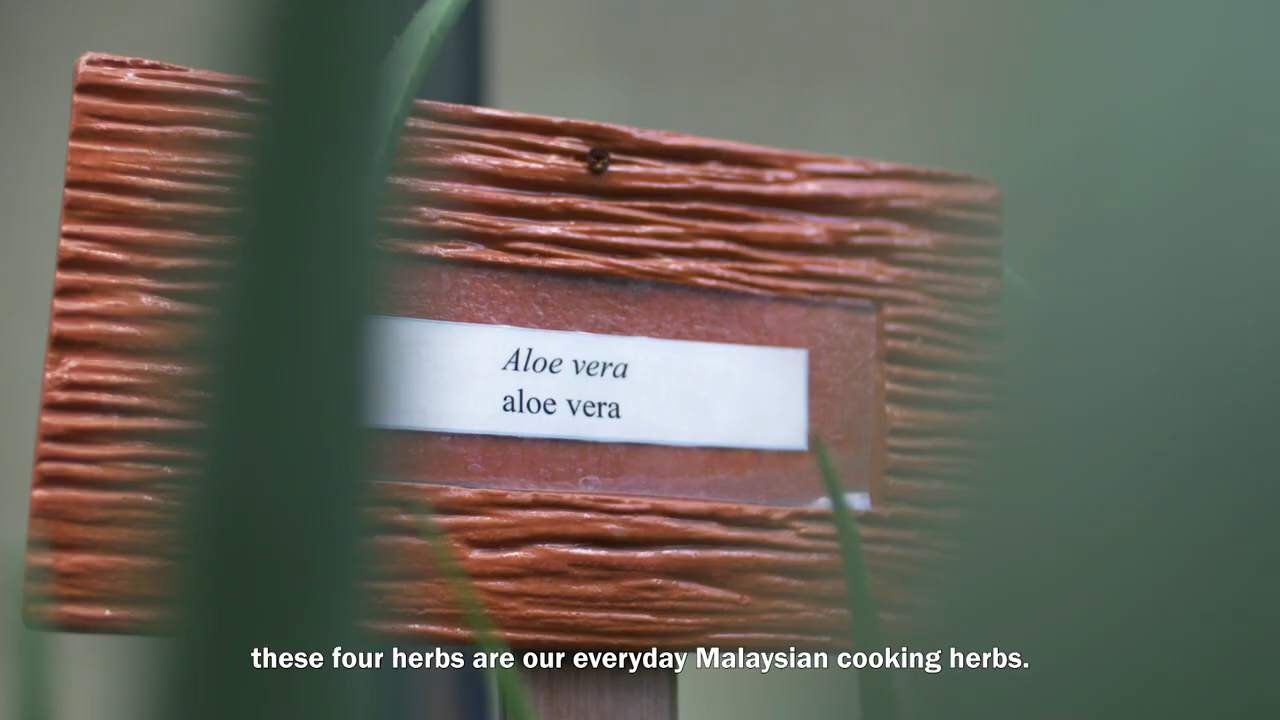 Aloe vera
aloe vera
these four herbs are our everyday Malaysian cooking herbs.